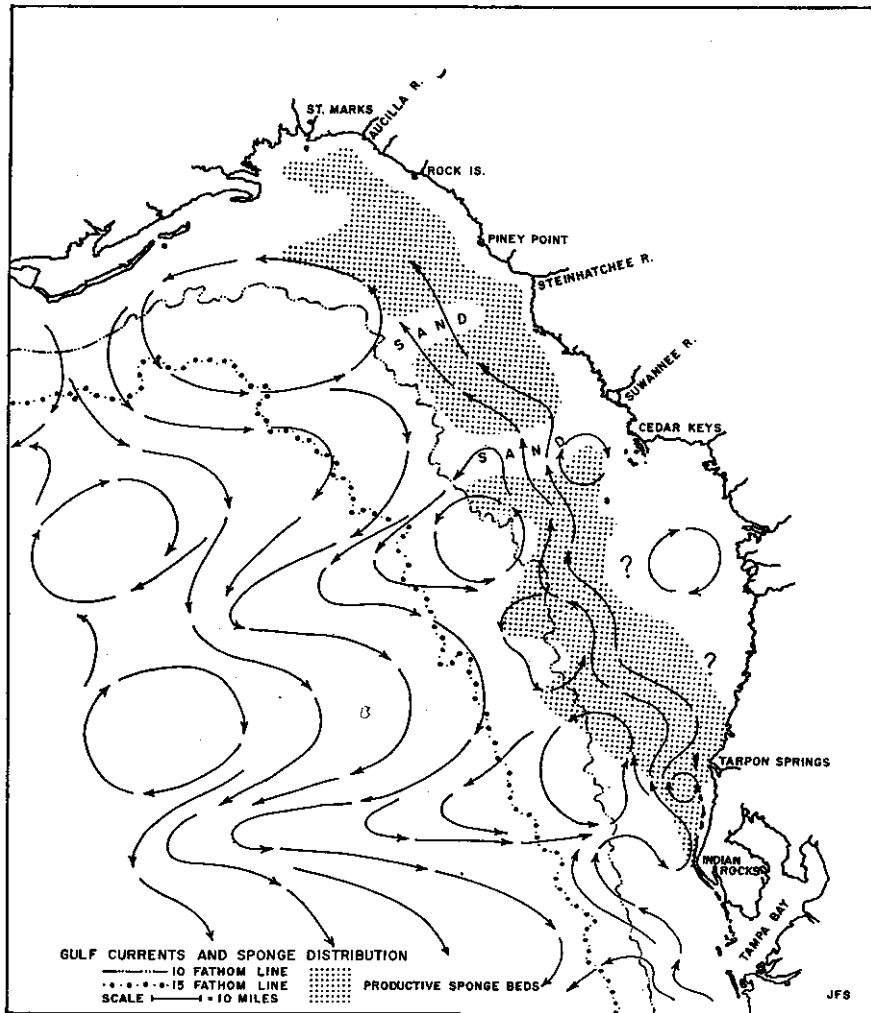 ST. MARKS
AUCILLA R.
ROCK IS.
PINEY POINT
STEINHATCHEE R.
SAND
SUWANNEE R.
CEDAR KEYS
SAND
?
?
B
TARPON SPRINGS
INDIAN
ROCKS
TAMPA BAY
GULF CURRENTS AND SPONGE DISTRIBUTION
10 FATHOM LINE
15 FATHOM LINE
SCALE = 10 MILES
PRODUCTIVE SPONGE BEDS
JFS